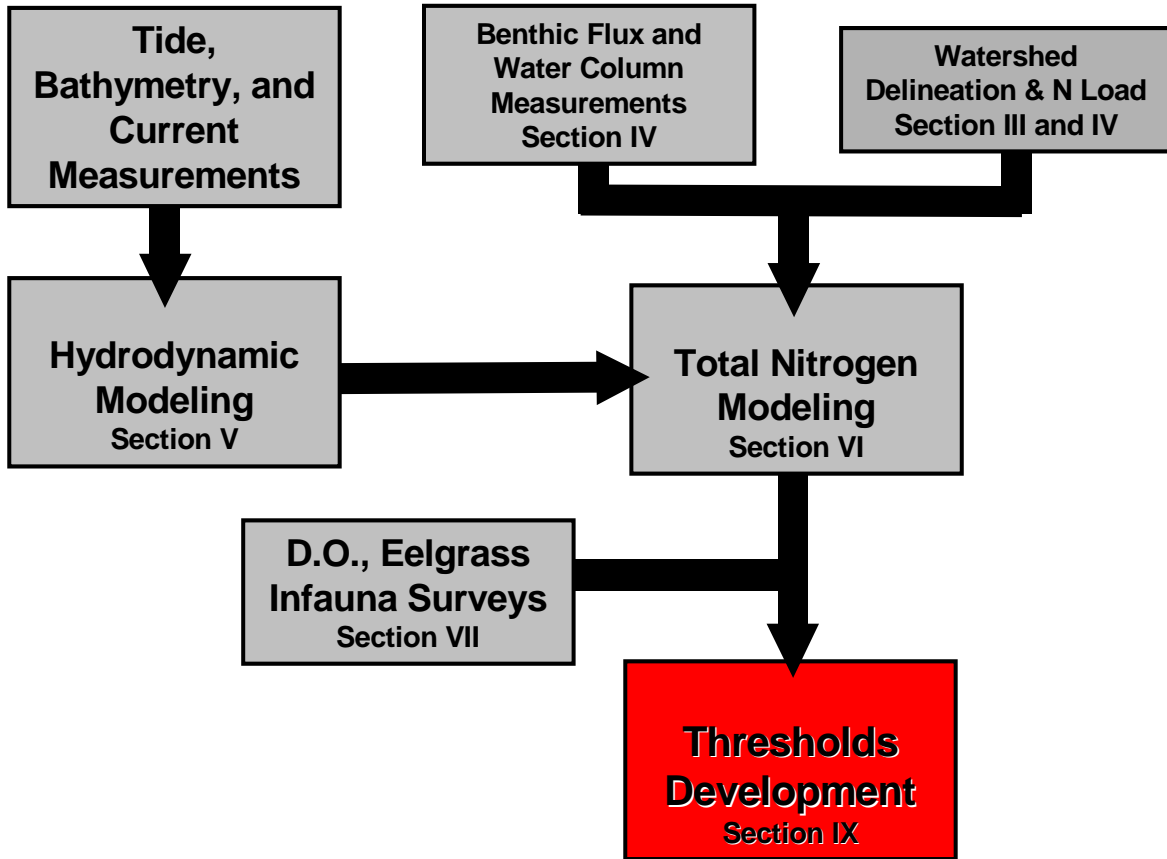 Tide,
Bathymetry, and
Current
Measurements
Benthic Flux and
Water Column
Measurements
Section IV
Watershed
Delineation & N Load
Section III and IV
Hydrodynamic
Modeling
Section V
Total Nitrogen
Modeling
Section VI
D.O., Eelgrass
Infauna Surveys
Section VII
Thresholds
Development
Section IX